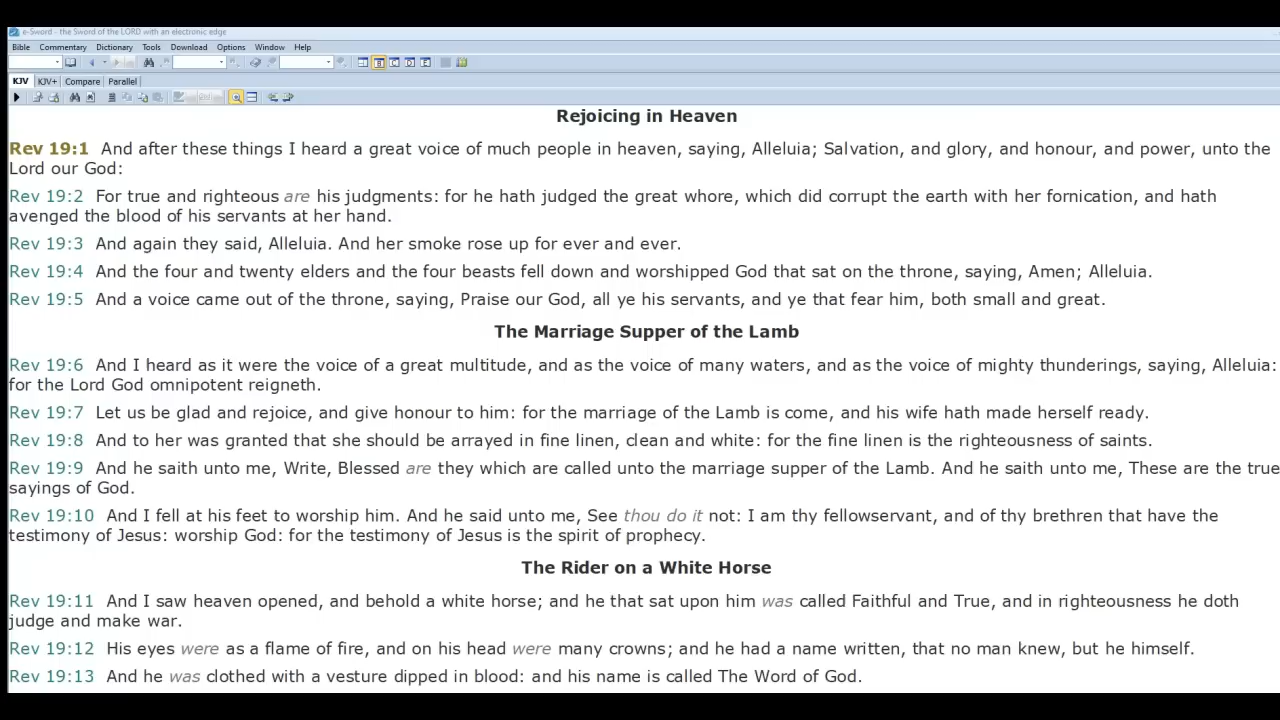 e-Sword - the Sword of the LORD with an electronic edge
Bible Commentary Dictionary Tools Download Options Window Help
KJV KJV+ Compare Parallel
Rejoicing in Heaven
Rev 19:1 And after these things I heard a great voice of much people in heaven, saying, Alleluia; Salvation, and glory, and honour, and power, unto the
Lord our God:
Rev 19:2 For true and righteous are his judgments: for he hath judged the great whore, which did corrupt the earth with her fornication, and hath
avenged the blood of his servants at her hand.
Rev 19:3 And again they said, Alleluia. And her smoke rose up for ever and ever.
Rev 19:4 And the four and twenty elders and the four beasts fell down and worshipped God that sat on the throne, saying, Amen; Alleluia.
Rev 19:5 And a voice came out of the throne, saying, Praise our God, all ye his servants, and ye that fear him, both small and great.
The Marriage Supper of the Lamb
Rev 19:6 And I heard as it were the voice of a great multitude, and as the voice of many waters, and as the voice of mighty thunderings, saying, Alleluia:
for the Lord God omnipotent reigneth.
Rev 19:7 Let us be glad and rejoice, and give honour to him: for the marriage of the Lamb is come, and his wife hath made herself ready.
Rev 19:8 And to her was granted that she should be arrayed in fine linen, clean and white: for the fine linen is the righteousness of saints.
Rev 19:9 And he saith unto me, Write, Blessed are they which are called unto the marriage supper of the Lamb. And he saith unto me, These are the true
sayings of God.
Rev 19:10 And I fell at his feet to worship him. And he said unto me, See thou do it not: I am thy fellowservant, and of thy brethren that have the
testimony of Jesus: worship God: for the testimony of Jesus is the spirit of prophecy.
The Rider on a White Horse
Rev 19:11 And I saw heaven opened, and behold a white horse; and he that sat upon him was called Faithful and True, and in righteousness he doth
judge and make war.
Rev 19:12 His eyes were as a flame of fire, and on his head were many crowns; and he had a name written, that no man knew, but he himself.
Rev 19:13 And he was clothed with a vesture dipped in blood: and his name is called The Word of God.